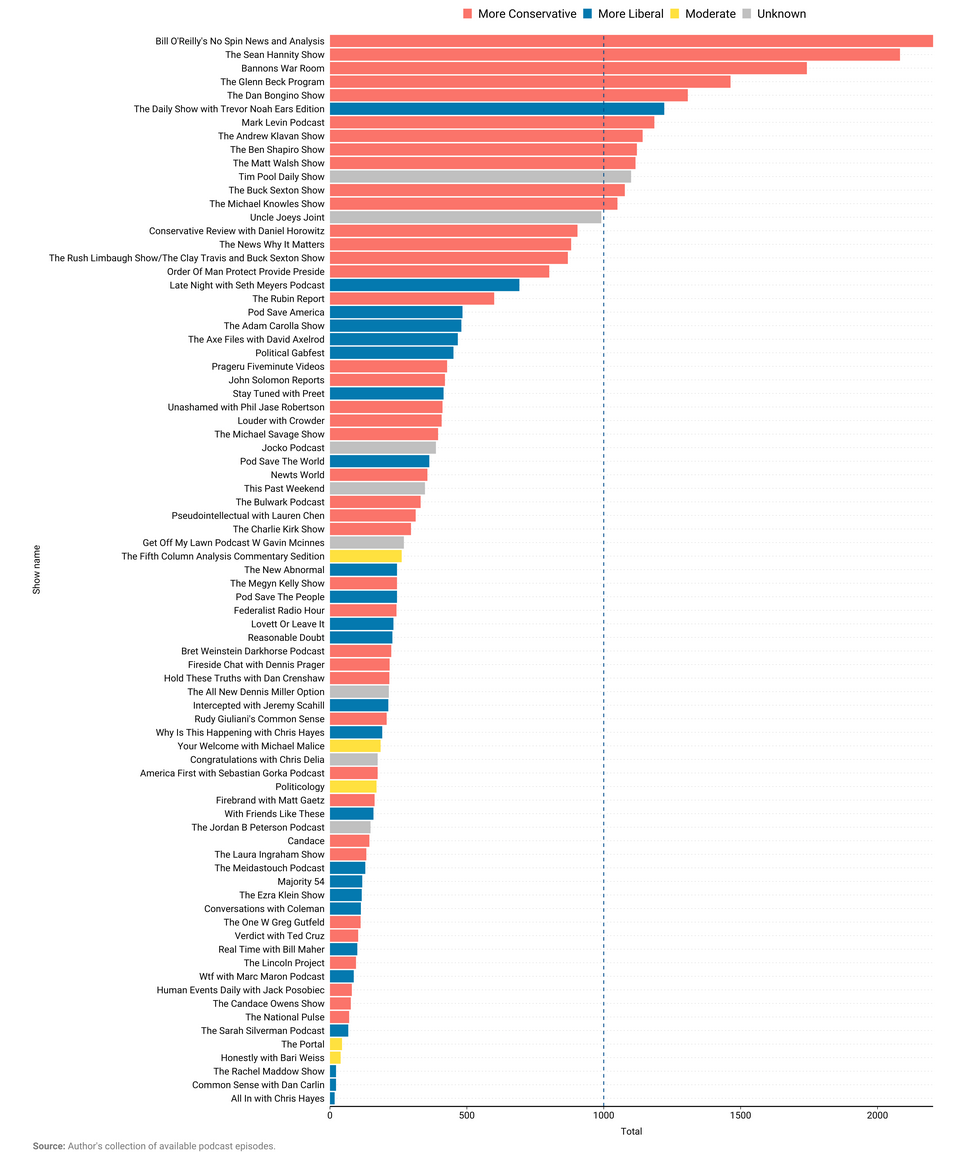 More Conservative More Liberal Moderate Unknown
Bill O'Reilly's No Spin News and Analysis
The Sean Hannity Show
Bannons War Room
The Glenn Beck Program
The Dan Bongino Show
The Daily Show with Trevor Noah Ears Edition
Mark Levin Podcast
The Andrew Klavan Show
The Ben Shapiro Show
The Matt Walsh Show
Tim Pool Daily Show
The Buck Sexton Show
The Michael Knowles Show
Uncle Joeys Joint
Conservative Review with Daniel Horowitz
The News Why It Matters
The Rush Limbaugh Show/The Clay Travis and Buck Sexton Show
Order Of Man Protect Provide Preside
Late Night with Seth Meyers Podcast
The Rubin Report
Pod Save America
The Adam Carolla Show
The Axe Files with David Axelrod
Political Gabfest
Prageru Fiveminute Videos
John Solomon Reports
Stay Tuned with Preet
Unashamed with Phil Jase Robertson
Louder with Crowder
The Michael Savage Show
Jocko Podcast
Pod Save The World
Newts World
This Past Weekend
The Bulwark Podcast
Pseudointellectual with Lauren Chen
The Charlie Kirk Show
Get Off My Lawn Podcast W Gavin Mcinnes
The Fifth Column Analysis Commentary Sedition
The New Abnormal
The Megyn Kelly Show
Pod Save The People
Federalist Radio Hour
Lovett Or Leave It
Reasonable Doubt
Bret Weinstein Darkhorse Podcast
Fireside Chat with Dennis Prager
Hold These Truths with Dan Crenshaw
The All New Dennis Miller Option
Intercepted with Jeremy Scahill
Rudy Giuliani's Common Sense
Why Is This Happening with Chris Hayes
Your Welcome with Michael Malice
Congratulations with Chris Delia
America First with Sebastian Gorka Podcast
Politicology
Firebrand with Matt Gaetz
With Friends Like These
The Jordan B Peterson Podcast
Candace
The Laura Ingraham Show
The Meidastouch Podcast
Majority 54
The Ezra Klein Show
Conversations with Coleman
The One W Greg Gutfeld
Verdict with Ted Cruz
Real Time with Bill Maher
The Lincoln Project
Wtf with Marc Maron Podcast
Human Events Daily with Jack Posobiec
The Candace Owens Show
The National Pulse
The Sarah Silverman Podcast
The Portal
Honestly with Bari Weiss
The Rachel Maddow Show
Common Sense with Dan Carlin
All In with Chris Hayes
Show name
0 500 1000 1500 2000
Total
Source: Author's collection of available podcast episodes.